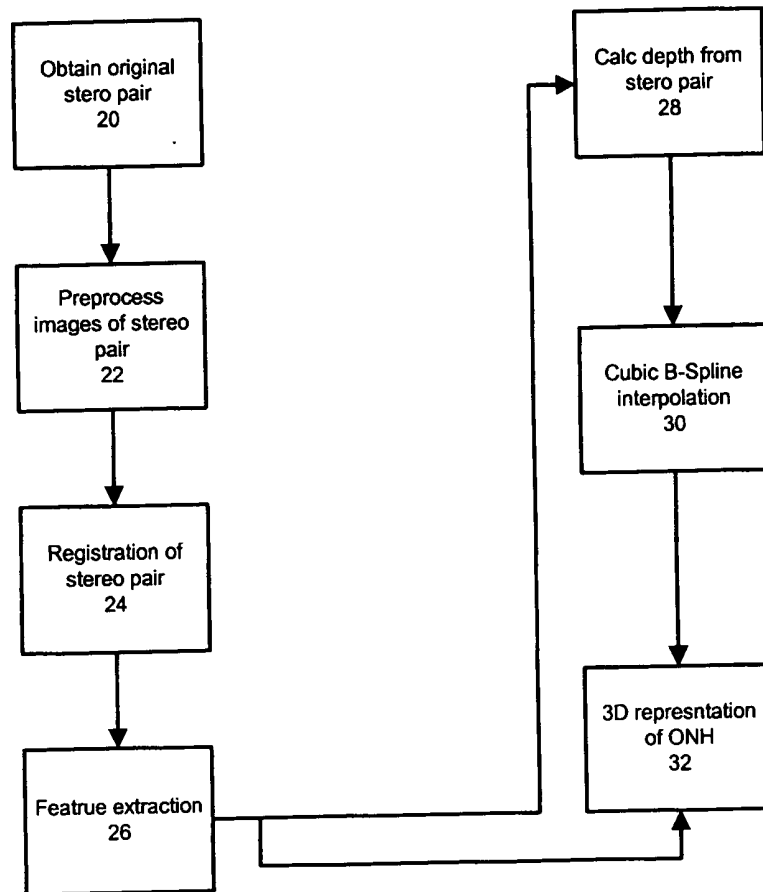 Obtain original
stero pair
20
Preprocess
images of stereo
pair
22
Registration of
stereo pair
24
Featrue extraction
26
Calc depth from
stero pair
28
Cubic B-Spline
interpolation
30
3D represntation
of ONH
32